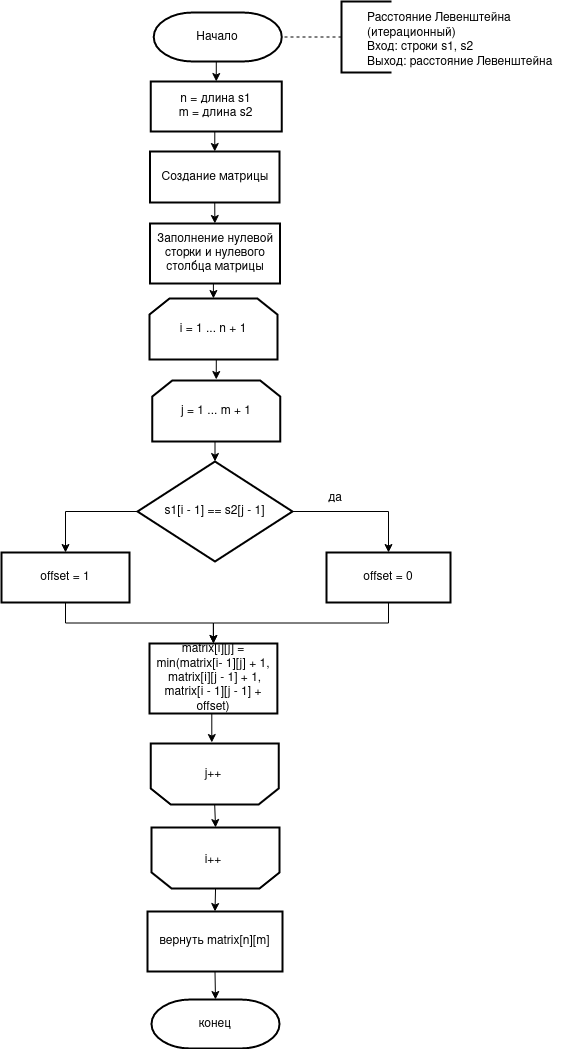 Начало
Расстояние Левенштейна
(итерационный)
Вход: строки s1, s2
Выход: расстояние Левенштейна
n = длина s1
m = длина s2
Создание матрицы
Заполнение нулевой
сторки и нулевого
столбца матрицы
i = 1 ... n + 1
j = 1 ... m + 1
s1[i - 1] == s2[j - 1]
да
offset = 1
offset = 0
matrix[i][j] =
min(matrix[i- 1][j] + 1,
matrix[i][j - 1] + 1,
matrix[i - 1][j - 1] +
offset)
j++
i++
вернуть matrix[n][m]
конец